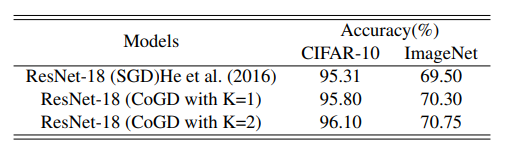 Models Accuracy(%)
CIFAR-10 ImageNet
ResNet-18 (SGD)He et al. (2016) 95.31 69.50
ResNet-18 (CoGD with K=1) 95.80 70.30
ResNet-18 (CoGD with K=2) 96.10 70.75